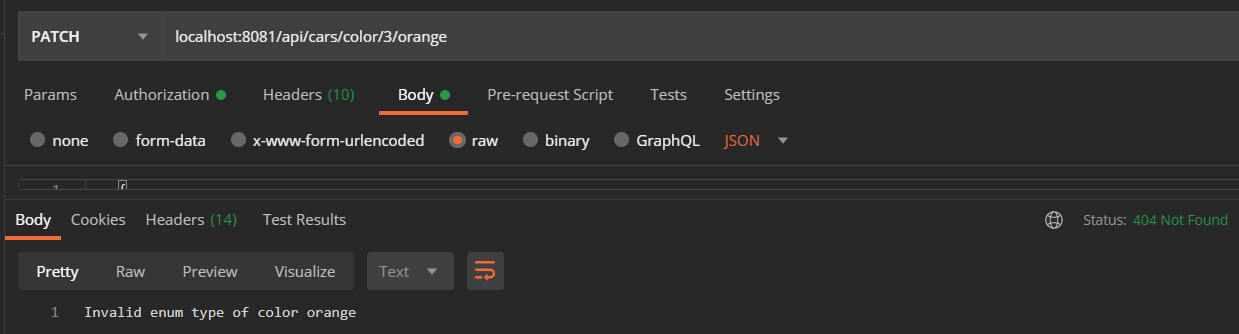 PATCH localhost:8081/api/cars/color/3/orange
Params Authorization Headers (10) Body Pre-request Script Tests Settings
none form-data x-www-form-urlencoded raw binary GraphQL JSON
1 {
Body Cookies Headers (14) Test Results Status: 404 Not Found
Pretty Raw Preview Visualize Text
1 Invalid enum type of color orange